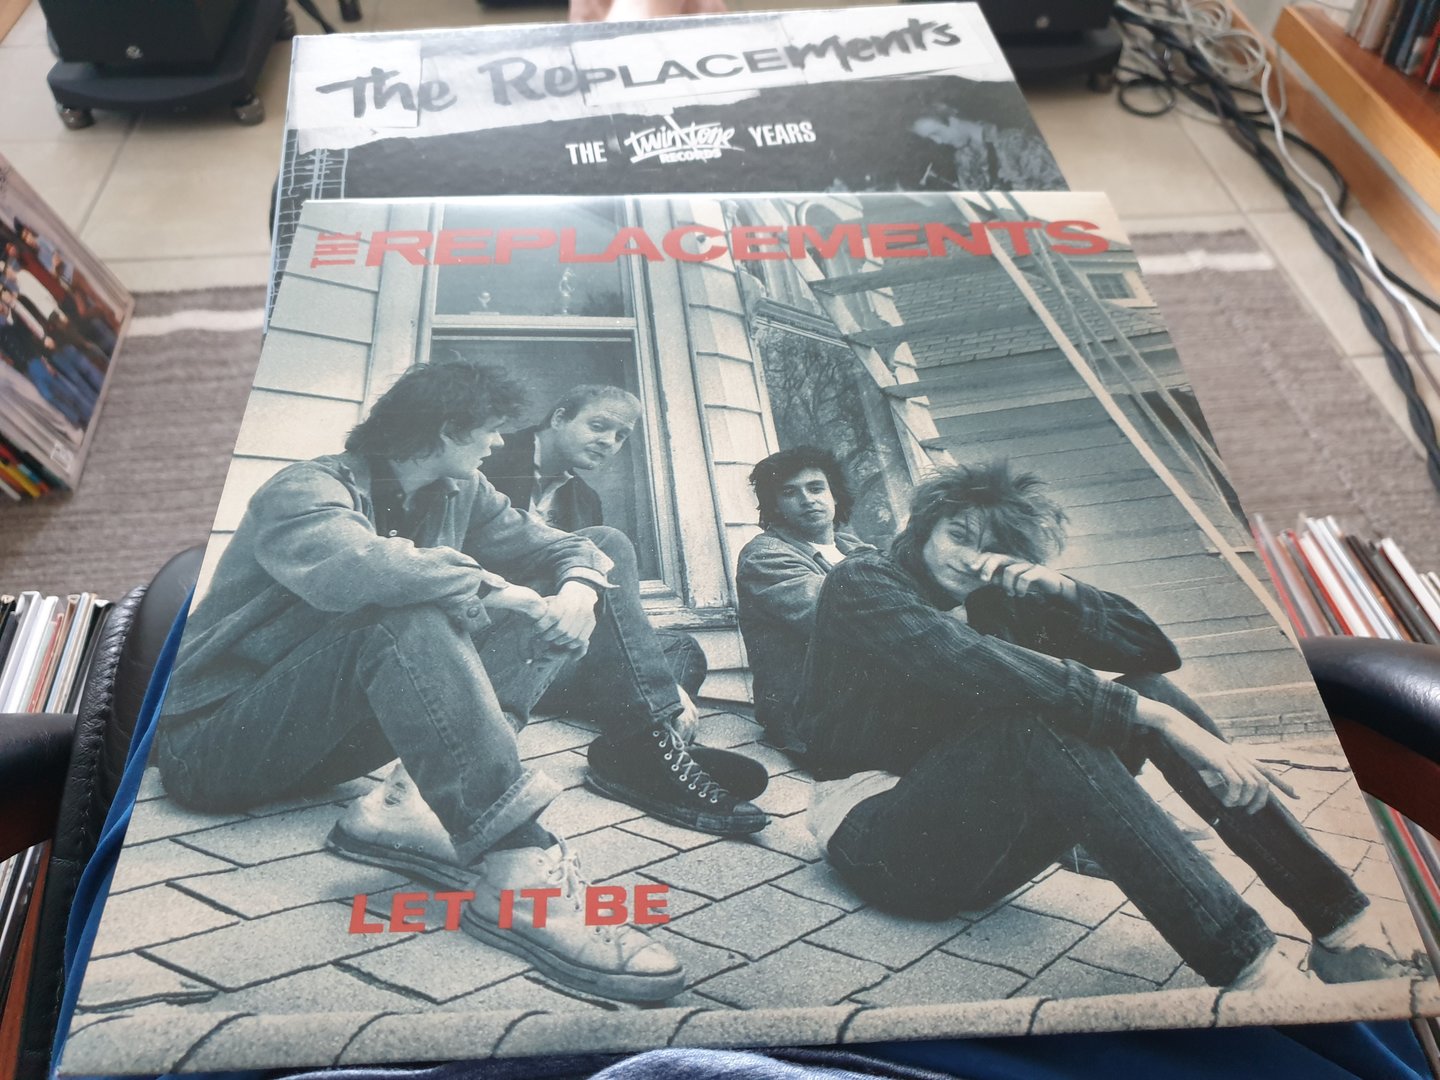 The REPLACEments
THE twin/tone YEARS
RECORDS
THE REPLACEMENTS
LET IT BE